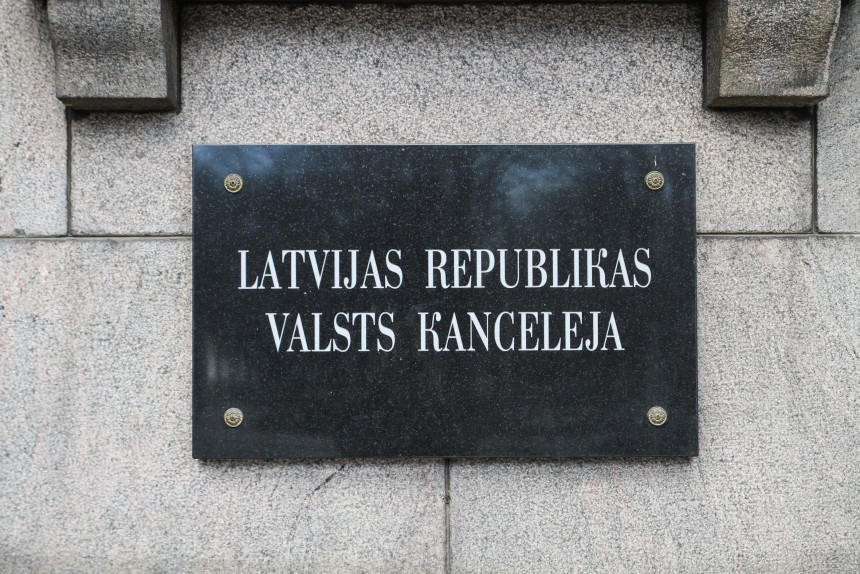 LATVIJAS REPUBLIKAS
VALSTS KANCELEJA